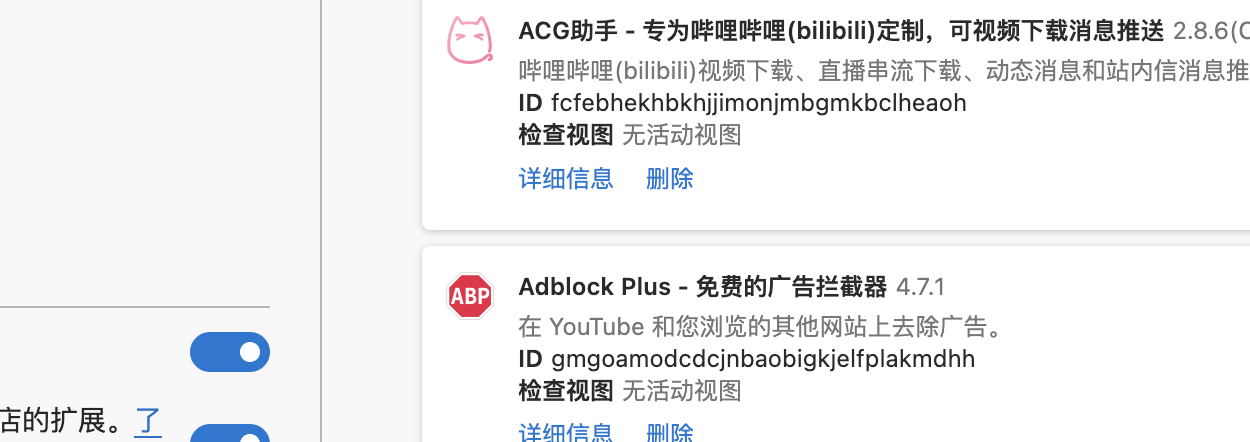 ACG助手 - 专为哔哩哔哩(bilibili)定制，可视频下载消息推送 2.8.6(C
哔哩哔哩(bilibili)视频下载、直播串流下载、动态消息和站内信消息推
ID fcfebhekhbkhjjimonjmbgmkbclheaoh
检查视图 无活动视图
详细信息 删除
ABP
Adblock Plus - 免费的广告拦截器 4.7.1
在 YouTube 和您浏览的其他网站上去除广告。
ID gmgoamodcdcjnbaobigkjelfplakmdhh
检查视图 无活动视图
详细信息 删除
店的扩展。了